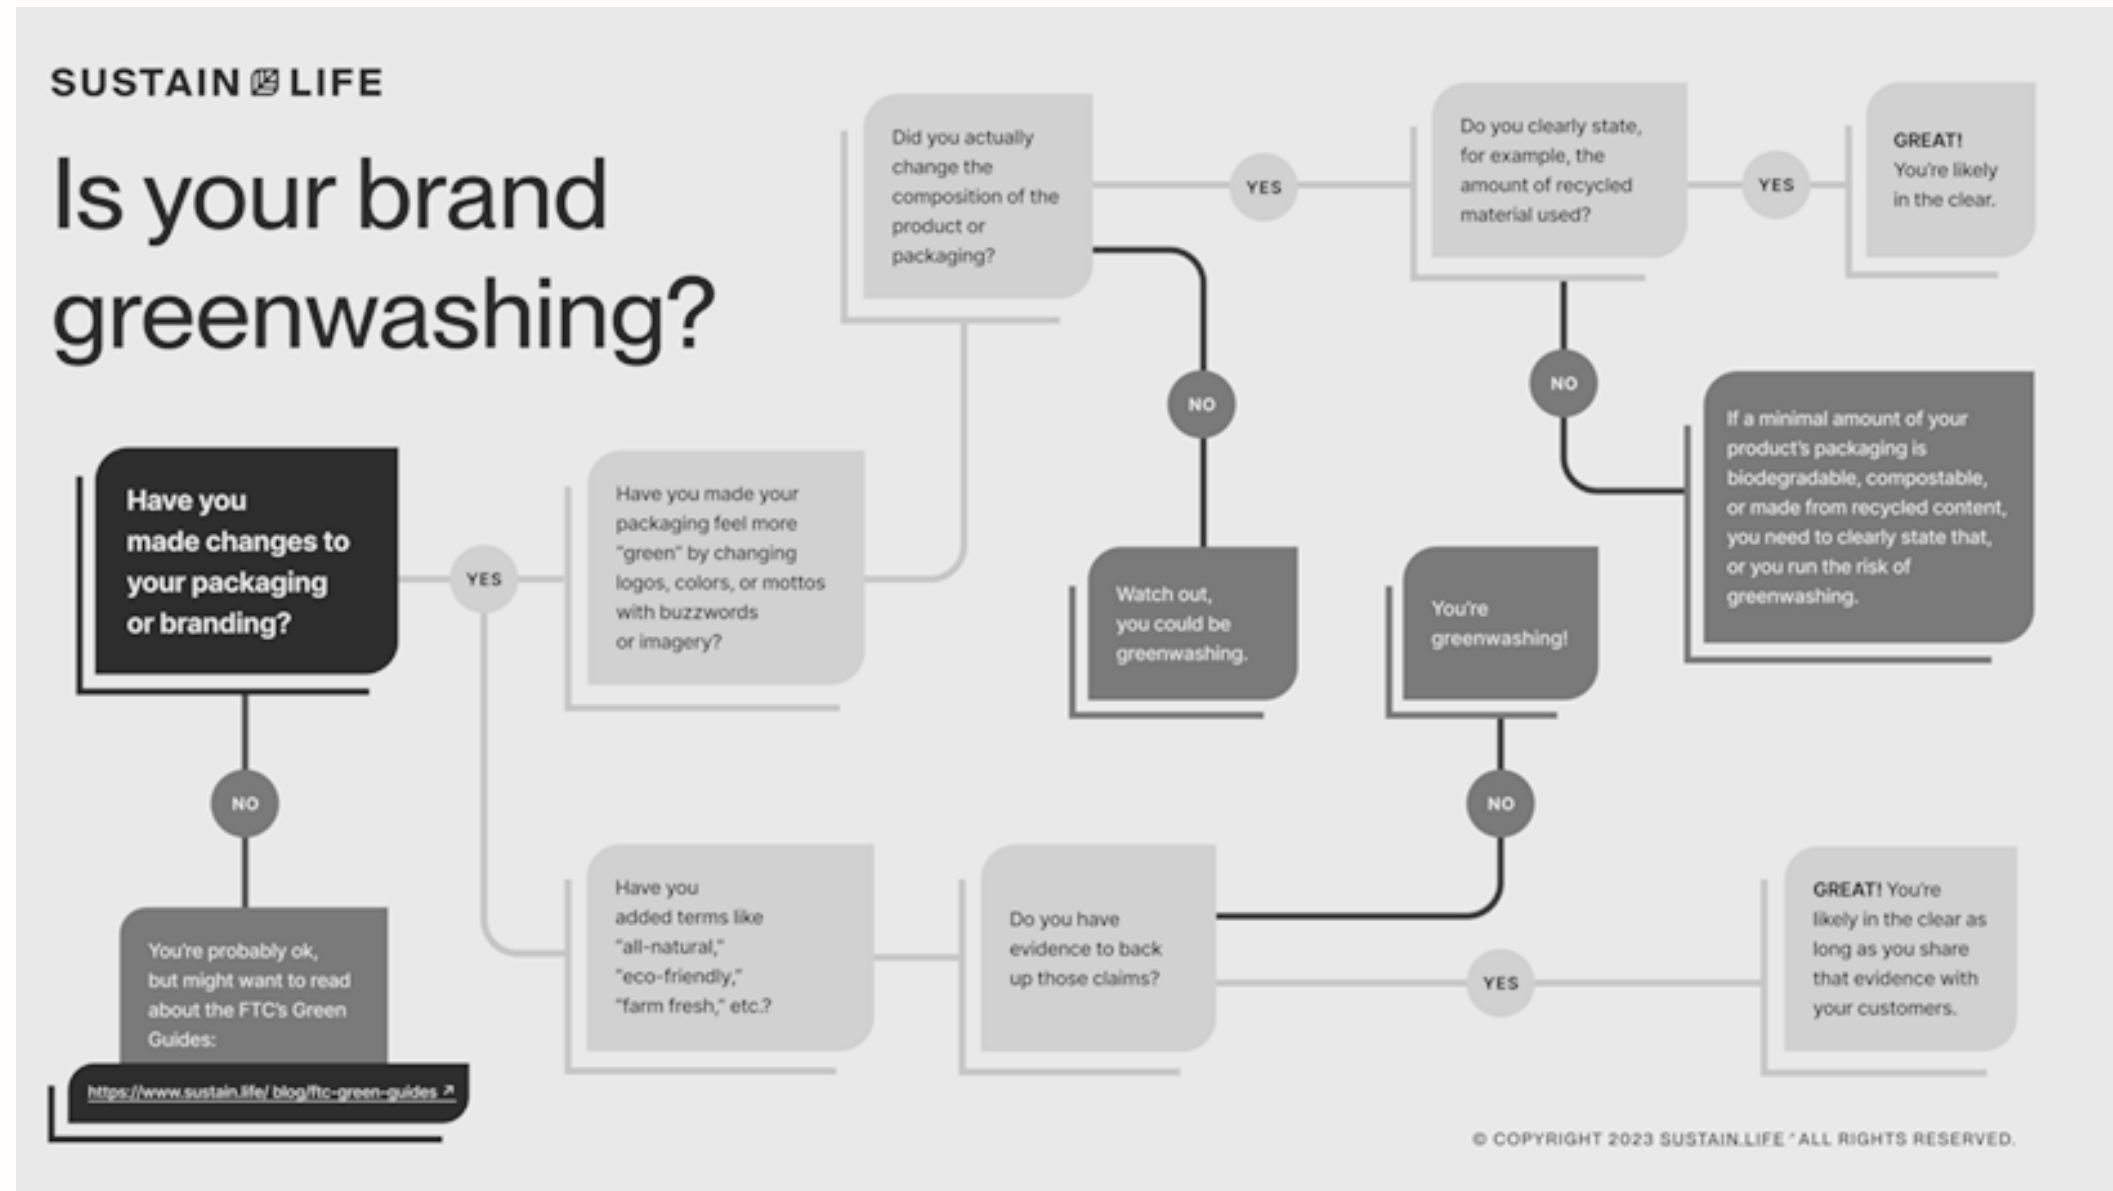 SUSTAIN LIFE
Is your brand
greenwashing?
Have you
made changes to
your packaging
or branding?
NO
You're probably ok,
but might want to read
about the FTC's Green
Guides:
https://www.sustain.life/ blog/ftc-green-guides ↗
YES
Have you made your
packaging feel more
"green" by changing
logos, colors, or mottos
with buzzwords
or imagery?
Did you actually
change the
composition of the
product or
packaging?
YES
Do you clearly state,
for example, the
amount of recycled
material used?
YES
GREAT!
You're likely
in the clear.
NO
Watch out,
you could be
greenwashing.
NO
If a minimal amount of your
product's packaging is
biodegradable, compostable,
or made from recycled content,
you need to clearly state that,
or you run the risk of
greenwashing.
Have you
added terms like
"all-natural,"
"eco-friendly,"
"farm fresh," etc.?
Do you have
evidence to back
up those claims?
NO
You're
greenwashing!
YES
GREAT! You're
likely in the clear as
long as you share
that evidence with
your customers.
© COPYRIGHT 2023 SUSTAIN.LIFE ↗ ALL RIGHTS RESERVED.